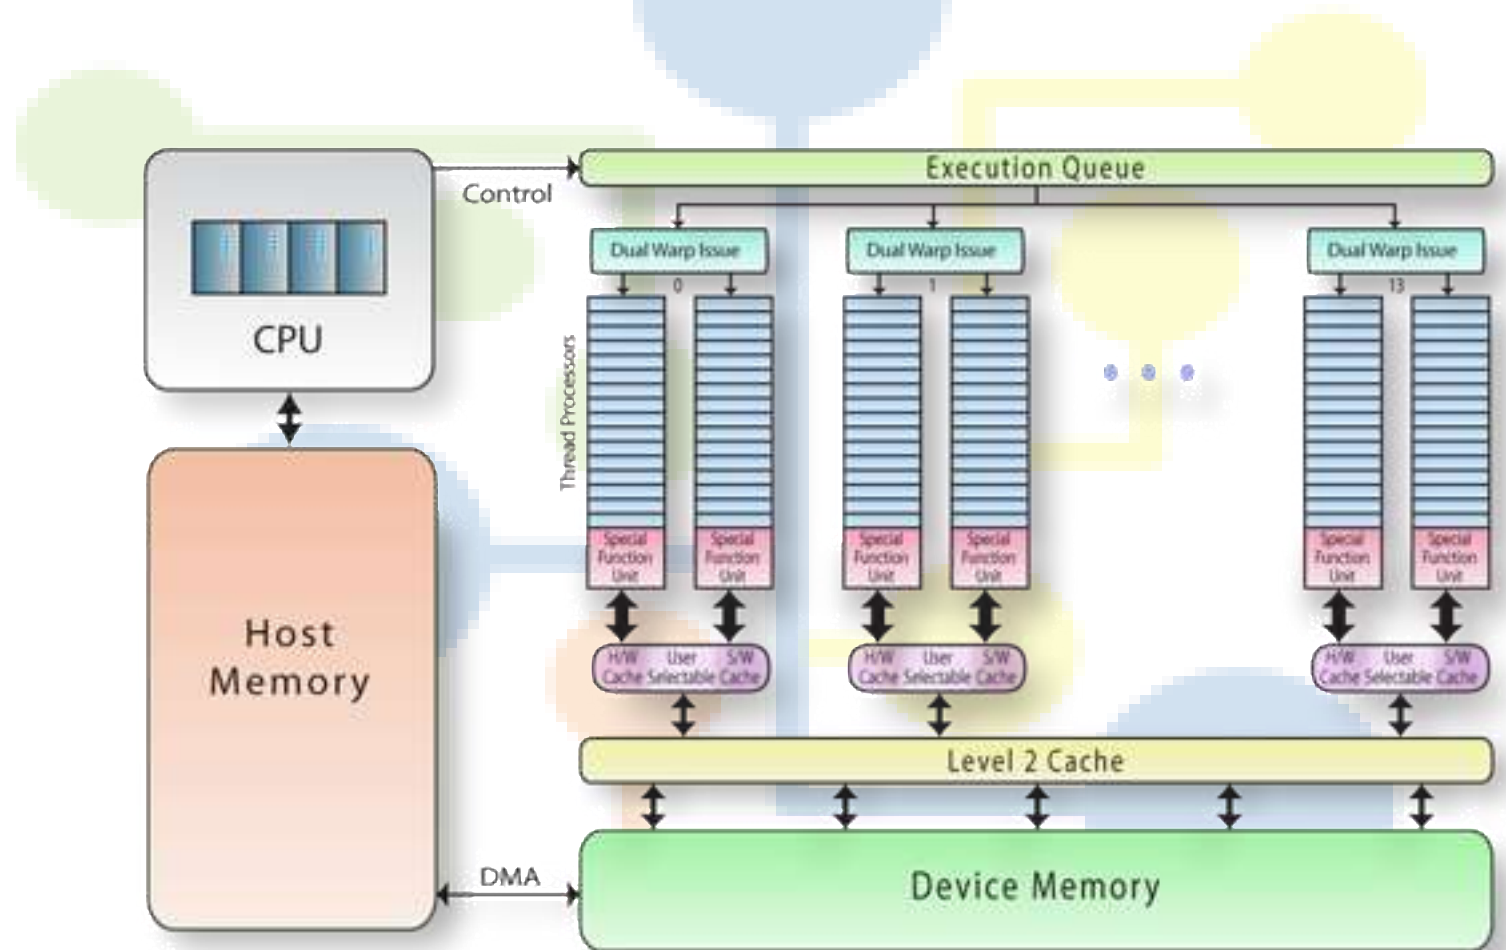 Execution Queue
Control
Dual Warp Issue
Dual Warp Issue
Dual Warp Issue
0
1
13
CPU
Thread Processors
Special
Function
Unit
Special
Function
Unit
Special
Function
Unit
Special
Function
Unit
Special
Function
Unit
Special
Function
Unit
Host
Memory
H/W User S/W
Cache Selectable Cache
H/W User S/W
Cache Selectable Cache
H/W User S/W
Cache Selectable Cache
Level 2 Cache
DMA
Device Memory